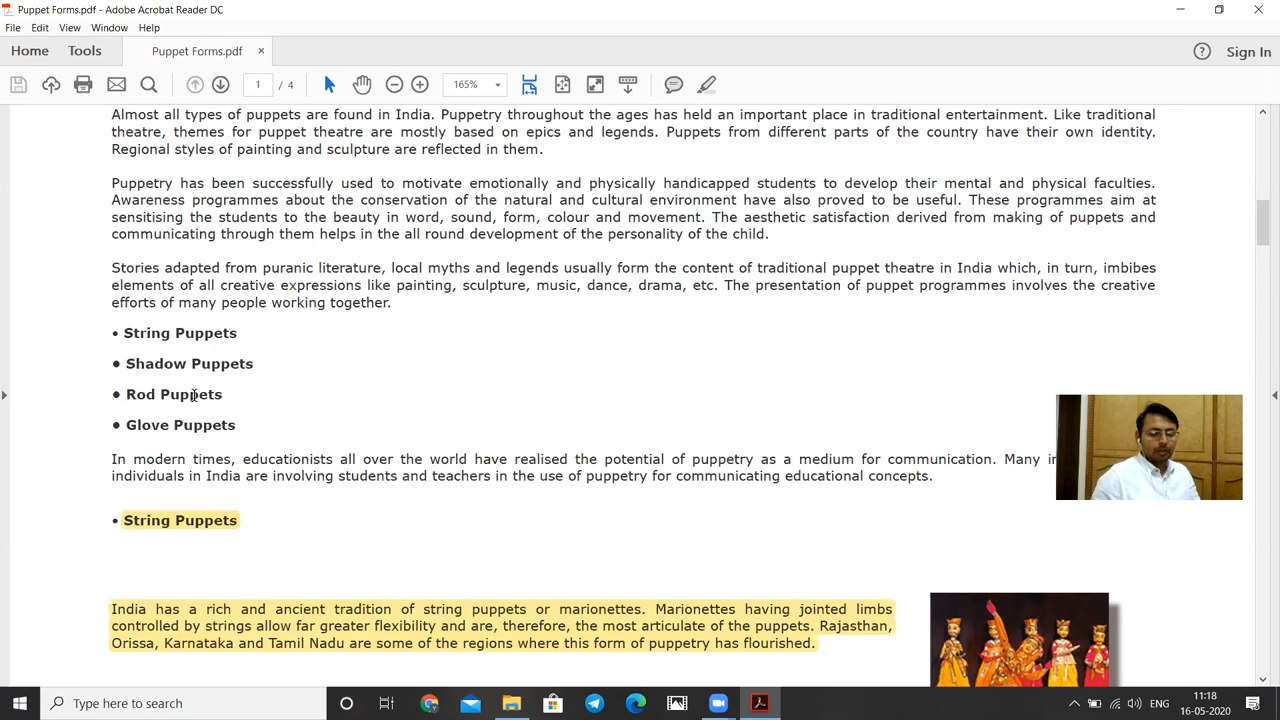 Puppet Forms.pdf - Adobe Acrobat Reader DC
File Edit View Window Help
Home Tools Puppet Forms.pdf × Sign In
1 / 4 165%
Almost all types of puppets are found in India. Puppetry throughout the ages has held an important place in traditional entertainment. Like traditional
theatre, themes for puppet theatre are mostly based on epics and legends. Puppets from different parts of the country have their own identity.
Regional styles of painting and sculpture are reflected in them.
Puppetry has been successfully used to motivate emotionally and physically handicapped students to develop their mental and physical faculties.
Awareness programmes about the conservation of the natural and cultural environment have also proved to be useful. These programmes aim at
sensitising the students to the beauty in word, sound, form, colour and movement. The aesthetic satisfaction derived from making of puppets and
communicating through them helps in the all round development of the personality of the child.
Stories adapted from puranic literature, local myths and legends usually form the content of traditional puppet theatre in India which, in turn, imbibes
elements of all creative expressions like painting, sculpture, music, dance, drama, etc. The presentation of puppet programmes involves the creative
efforts of many people working together.
• String Puppets
• Shadow Puppets
• Rod Puppets
• Glove Puppets
In modern times, educationists all over the world have realised the potential of puppetry as a medium for communication. Many
individuals in India are involving students and teachers in the use of puppetry for communicating educational concepts.
• String Puppets
India has a rich and ancient tradition of string puppets or marionettes. Marionettes having jointed limbs
controlled by strings allow far greater flexibility and are, therefore, the most articulate of the puppets. Rajasthan,
Orissa, Karnataka and Tamil Nadu are some of the regions where this form of puppetry has flourished.
Type here to search
ENG
11:18
16-05-2020